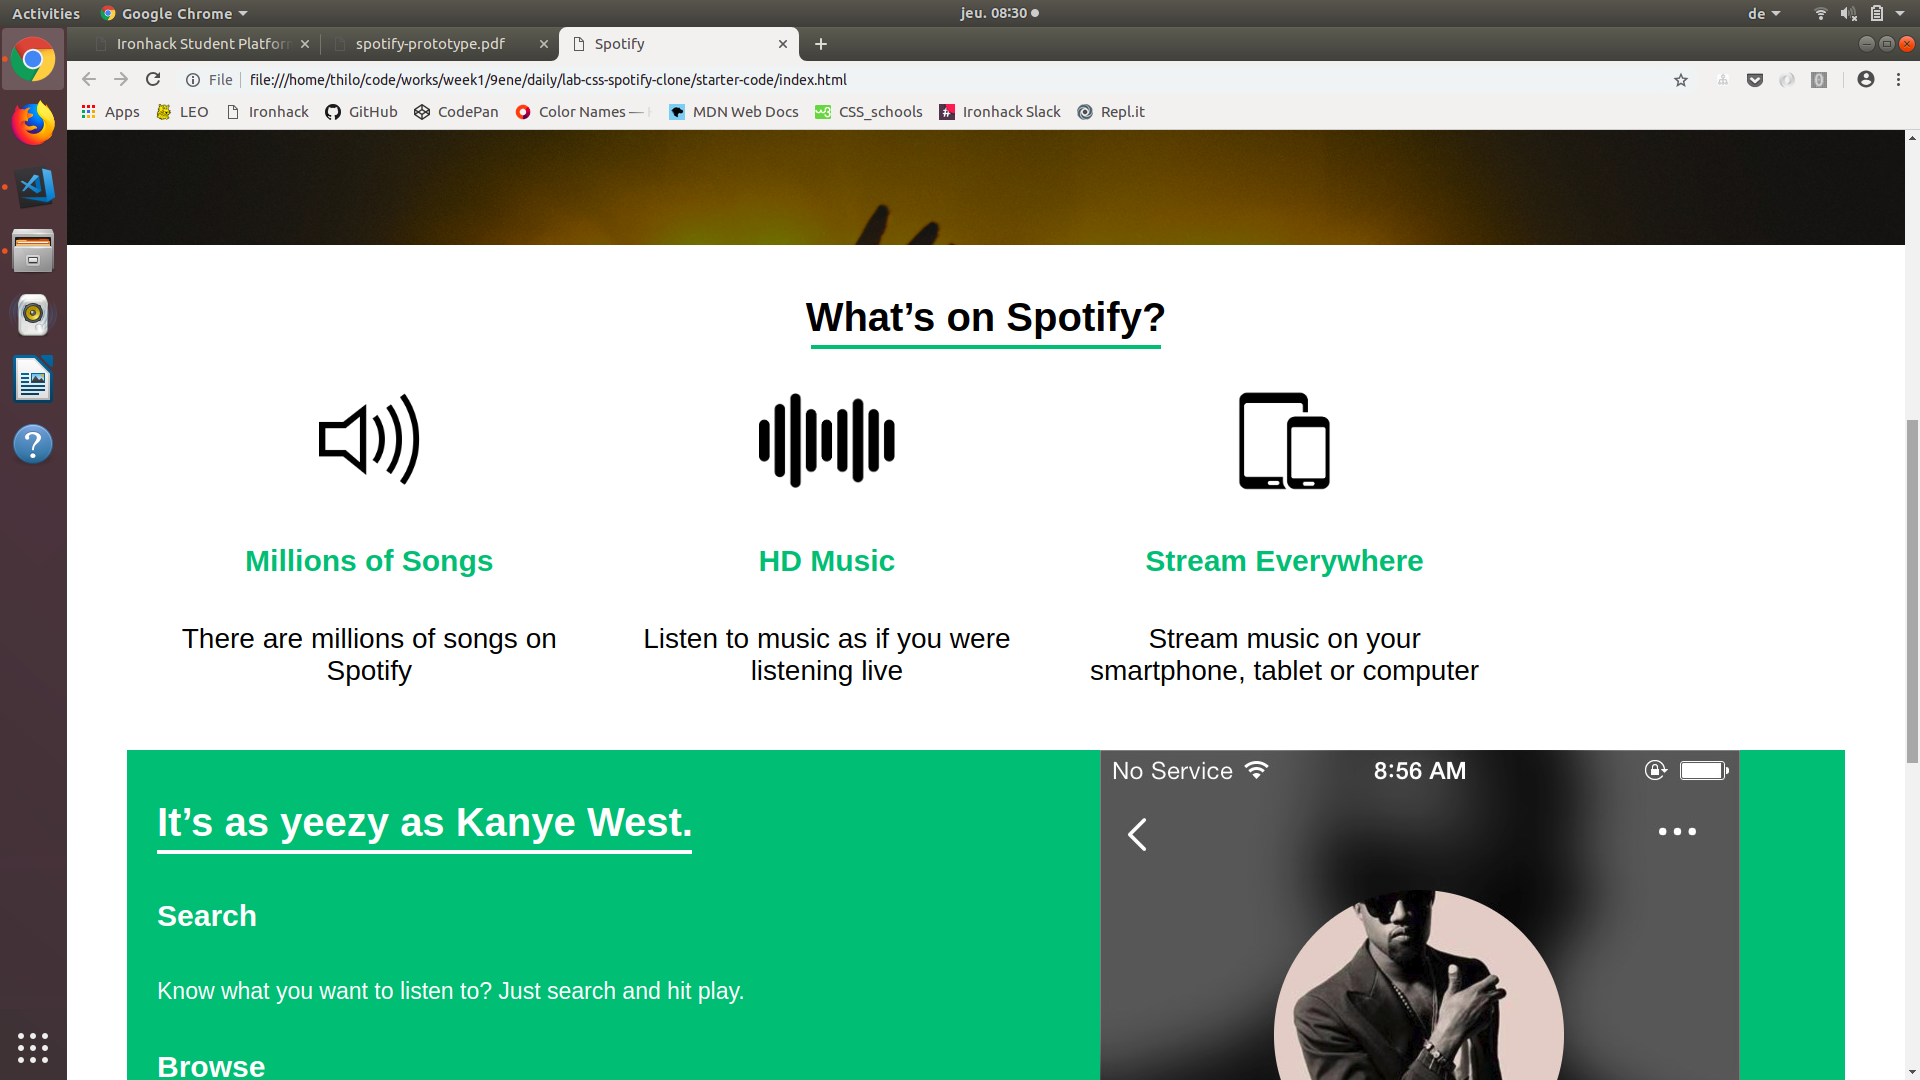 Activities
Google Chrome
jeu. 08:30
de
Ironhack Student Platfor
spotify-prototype.pdf
Spotify
File
file:///home/thilo/code/works/week1/9ene/daily/lab-css-spotify-clone/starter-code/index.html
Apps
LEO
Ironhack
GitHub
CodePan
Color Names —
MDN Web Docs
CSS_schools
Ironhack Slack
Repl.it
What’s on Spotify?
Millions of Songs
HD Music
Stream Everywhere
There are millions of songs on
Spotify
Listen to music as if you were
listening live
Stream music on your
smartphone, tablet or computer
It’s as yeezy as Kanye West.
Search
Know what you want to listen to? Just search and hit play.
Browse
No Service
8:56 AM